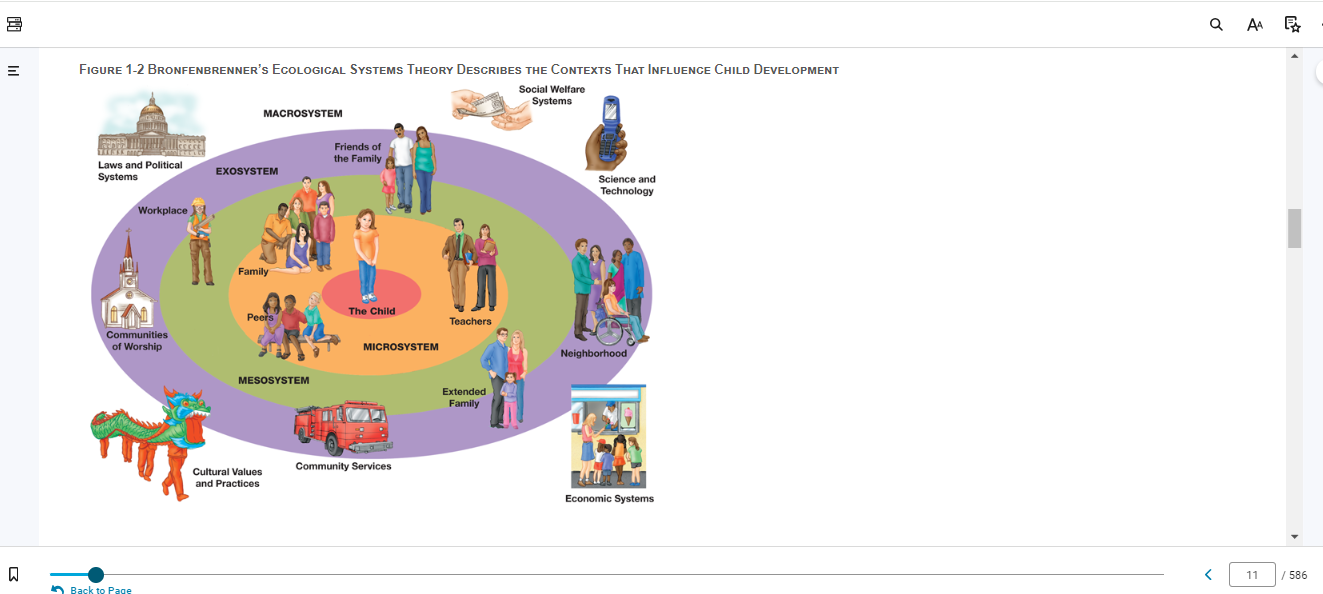 FIGURE 1-2 BRONFENBRENNER'S ECOLOGICAL SYSTEMS THEORY DESCRIBES THE CONTEXTS THAT INFLUENCE CHILD DEVELOPMENT
Social Welfare
Systems
MACROSYSTEM
Friends of
the Family
Laws and Political
Systems
EXOSYSTEM
Science and
Technology
Workplace
Family
The Child
Peers
Teachers
Communities
of Worship
MICROSYSTEM
Neighborhood
MESOSYSTEM
Extended
Family
Community Services
Cultural Values
and Practices
Economic Systems
11 / 586
Back to Page